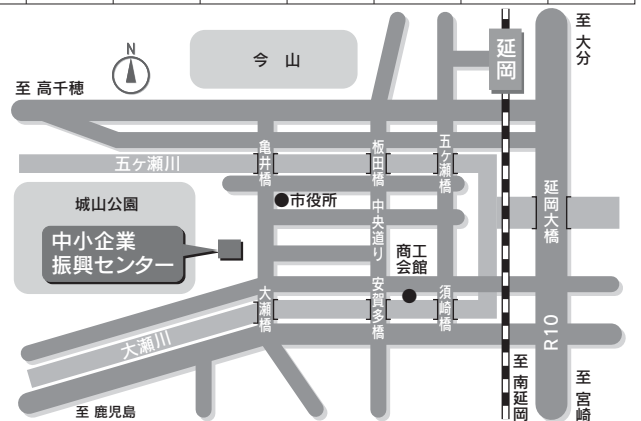 N
今 山
延岡
至 大分
至 高千穂
五ヶ瀬川
亀井橋
板田橋
五ヶ瀬橋
延岡大橋
城山公園
●市役所
中央道り
中小企業
振興センター
商工
会館
大瀬橋
安賀多橋
須崎橋
大瀬川
R10
至 南延岡
至 宮崎
至 鹿児島